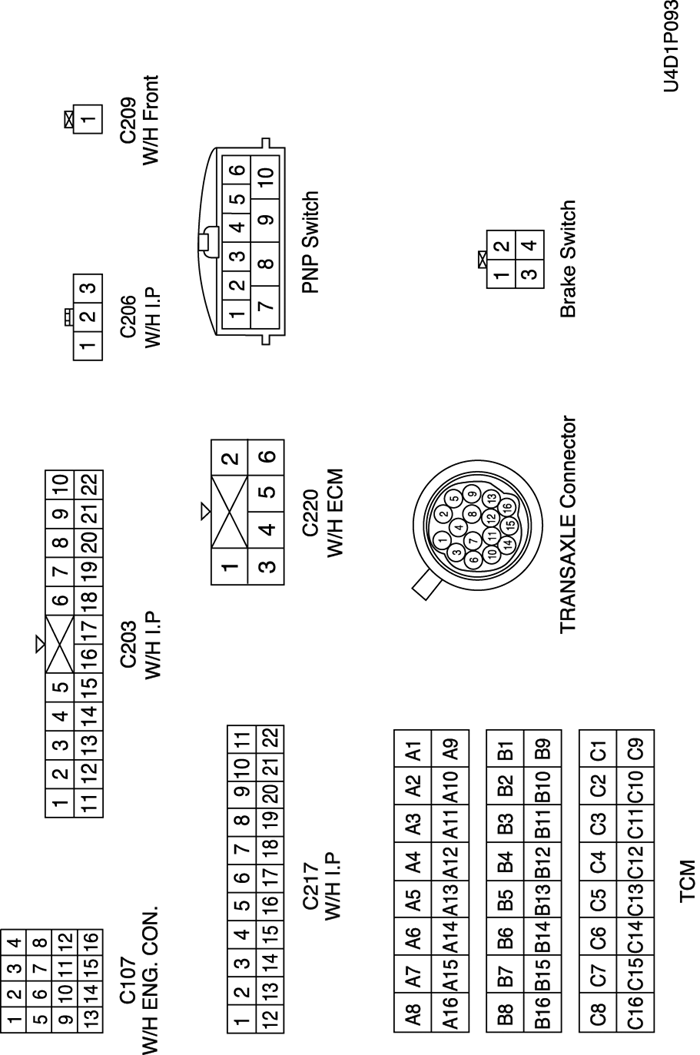 1 2 3 4
5 6 7 8
9 10 11 12
13 14 15 16
C107
W/H ENG. CON.
1 2 3 4 5 6 7 8 9 10
11 12 13 14 15 16 17 18 19 20 21 22
C203
W/H I.P
1 2 3
C206
W/H I.P
1
C209
W/H Front
1 2 3 4 5 6 7 8 9 10 11
12 13 14 15 16 17 18 19 20 21 22
C217
W/H I.P
1 2
3 4 5 6
C220
W/H ECM
1 2 3 4 5 6
7 8 9 10
PNP Switch
A8 A7 A6 A5 A4 A3 A2 A1
A16 A15 A14 A13 A12 A11 A10 A9
B8 B7 B6 B5 B4 B3 B2 B1
B16 B15 B14 B13 B12 B11 B10 B9
C8 C7 C6 C5 C4 C3 C2 C1
C16 C15 C14 C13 C12 C11 C10 C9
TCM
1 2
3 4 5
6 7 8 9
10 11 12 13
14 15 16
TRANSAXLE Connector
1 2
3 4
Brake Switch
U4D1P093